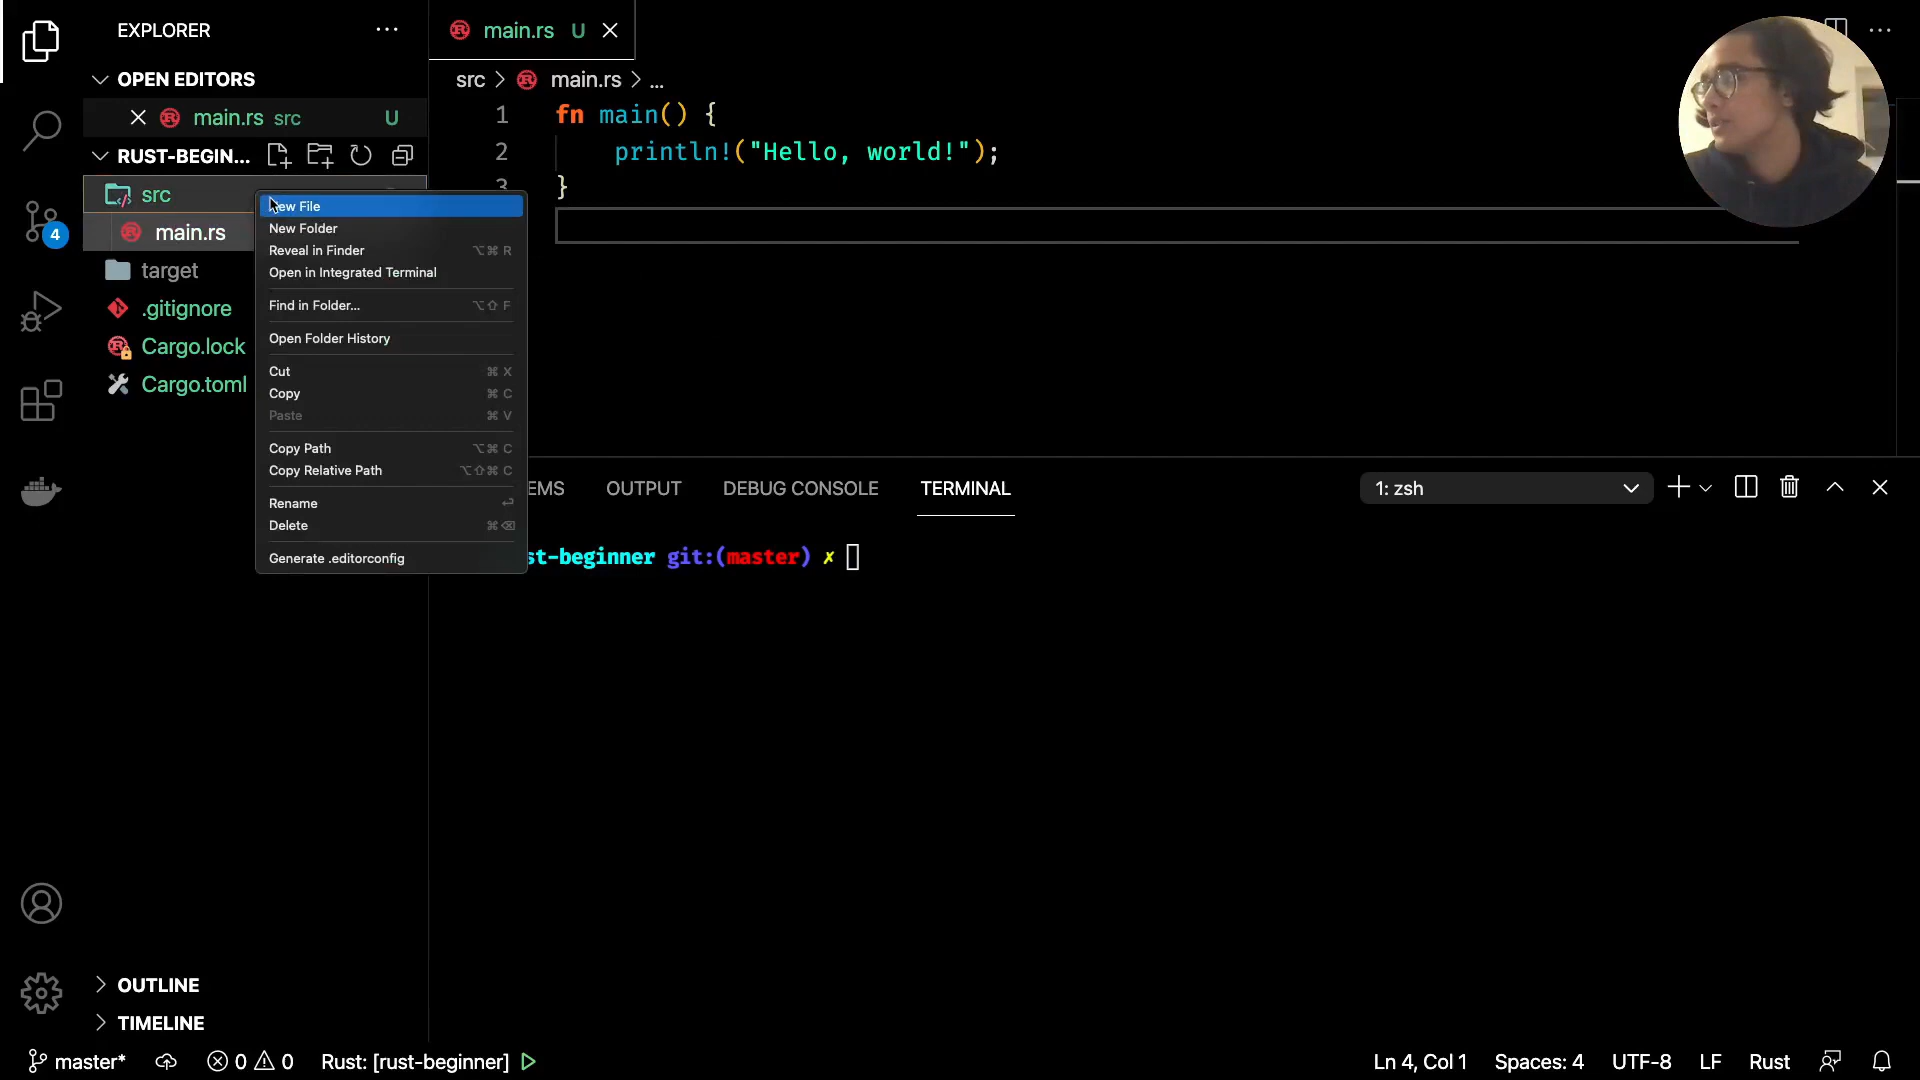 EXPLORER
OPEN EDITORS
main.rs src U
RUST-BEGIN...
src
main.rs
target
.gitignore
Cargo.lock
Cargo.toml
New Folder
Reveal in Finder ⌥⌘ R
Open in Integrated Terminal
Find in Folder... ⌥⇧ F
Open Folder History
Cut ⌘ X
Copy ⌘ C
Paste ⌘ V
Copy Path ⌥⌘ C
Copy Relative Path ⌥⇧⌘ C
Rename ⏎
Delete ⌘⌫
Generate .editorconfig
OUTLINE
TIMELINE
main.rs U
src > main.rs > ...
1 fn main() {
2 println!("Hello, world!");
3 }
EMS OUTPUT DEBUG CONSOLE TERMINAL
1: zsh
st-beginner git:(master) ✗
4
master* 0 0 Rust: [rust-beginner]
Ln 4, Col 1 Spaces: 4 UTF-8 LF Rust